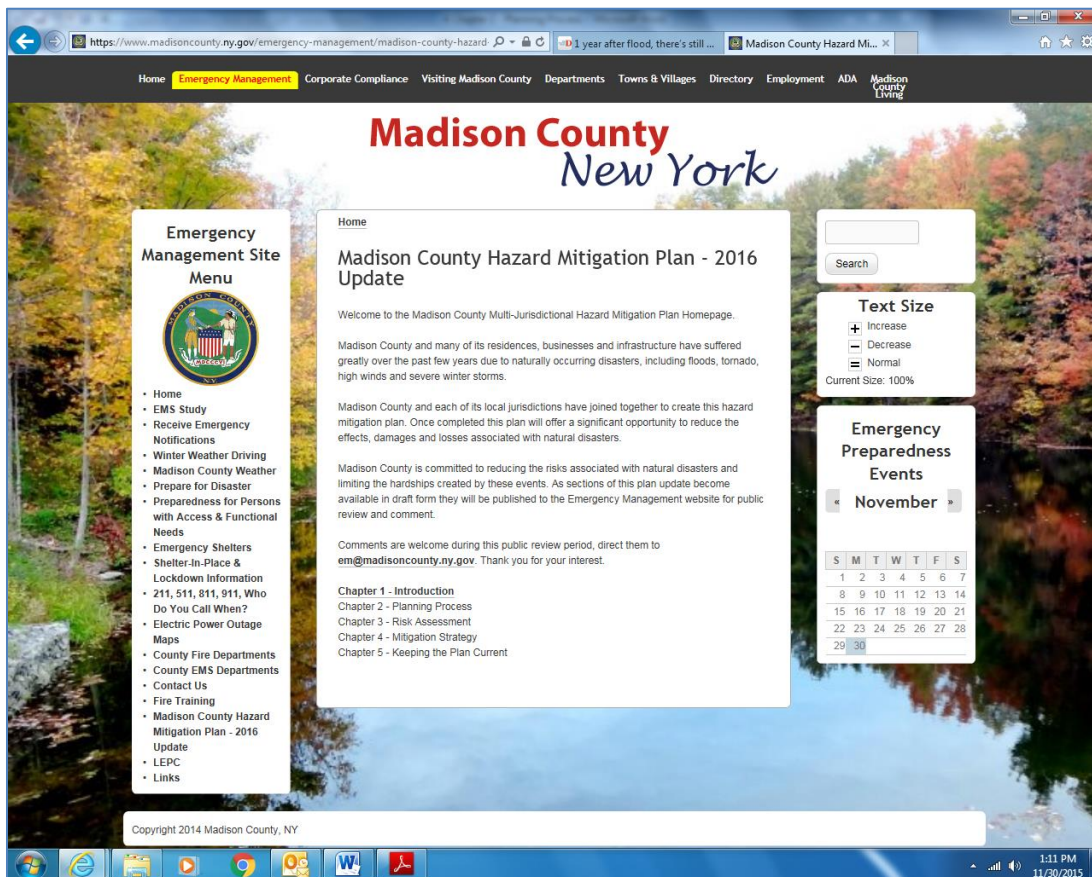 https://www.madisoncounty.ny.gov/emergency-management/madison-county-hazard-
1 year after flood, there's still ...
Madison County Hazard Mi...
Home
Emergency Management
Corporate Compliance
Visiting Madison County
Departments
Towns & Villages
Directory
Employment
ADA
Madison
County
Living
Madison County
New York
Emergency
Management Site
Menu
MADISON COUNTY
NY
• Home
• EMS Study
• Receive Emergency
Notifications
• Winter Weather Driving
• Madison County Weather
• Prepare for Disaster
• Preparedness for Persons
with Access & Functional
Needs
• Emergency Shelters
• Shelter-In-Place &
Lockdown Information
• 211, 511, 811, 911, Who
Do You Call When?
• Electric Power Outage
Maps
• County Fire Departments
• County EMS Departments
• Contact Us
• Fire Training
• Madison County Hazard
Mitigation Plan - 2016
Update
• LEPC
• Links
Home
Madison County Hazard Mitigation Plan - 2016
Update
Welcome to the Madison County Multi-Jurisdictional Hazard Mitigation Plan Homepage.
Madison County and many of its residences, businesses and infrastructure have suffered
greatly over the past few years due to naturally occurring disasters, including floods, tornado,
high winds and severe winter storms.
Madison County and each of its local jurisdictions have joined together to create this hazard
mitigation plan. Once completed this plan will offer a significant opportunity to reduce the
effects, damages and losses associated with natural disasters.
Madison County is committed to reducing the risks associated with natural disasters and
limiting the hardships created by these events. As sections of this plan update become
available in draft form they will be published to the Emergency Management website for public
review and comment.
Comments are welcome during this public review period, direct them to
em@madisoncounty.ny.gov. Thank you for your interest.
Chapter 1 - Introduction
Chapter 2 - Planning Process
Chapter 3 - Risk Assessment
Chapter 4 - Mitigation Strategy
Chapter 5 - Keeping the Plan Current
Search
Text Size
+ Increase
− Decrease
= Normal
Current Size: 100%
Emergency
Preparedness
Events
« November »
S M T W T F S
1 2 3 4 5 6 7
8 9 10 11 12 13 14
15 16 17 18 19 20 21
22 23 24 25 26 27 28
29 30
Copyright 2014 Madison County, NY
1:11 PM
11/30/2015